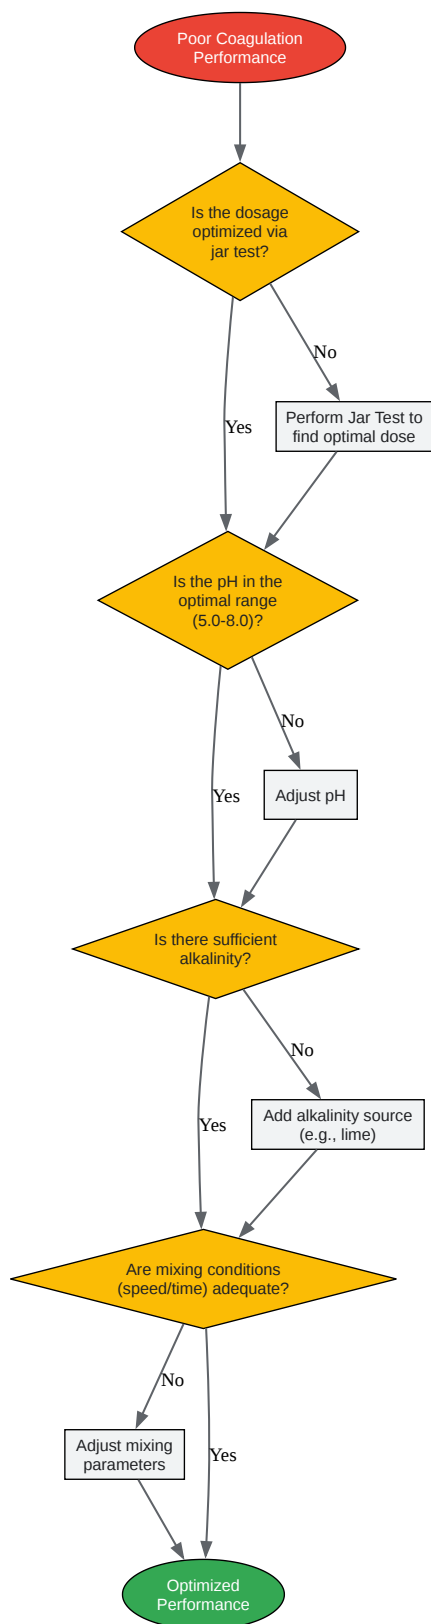 Poor Coagulation
Performance
Is the dosage
optimized via
jar test?
No
Yes
Perform Jar Test to
find optimal dose
Is the pH in the
optimal range
(5.0-8.0)?
No
Yes
Adjust pH
Is there sufficient
alkalinity?
No
Yes
Add alkalinity source
(e.g., lime)
Are mixing conditions
(speed/time) adequate?
No
Yes
Adjust mixing
parameters
Optimized
Performance